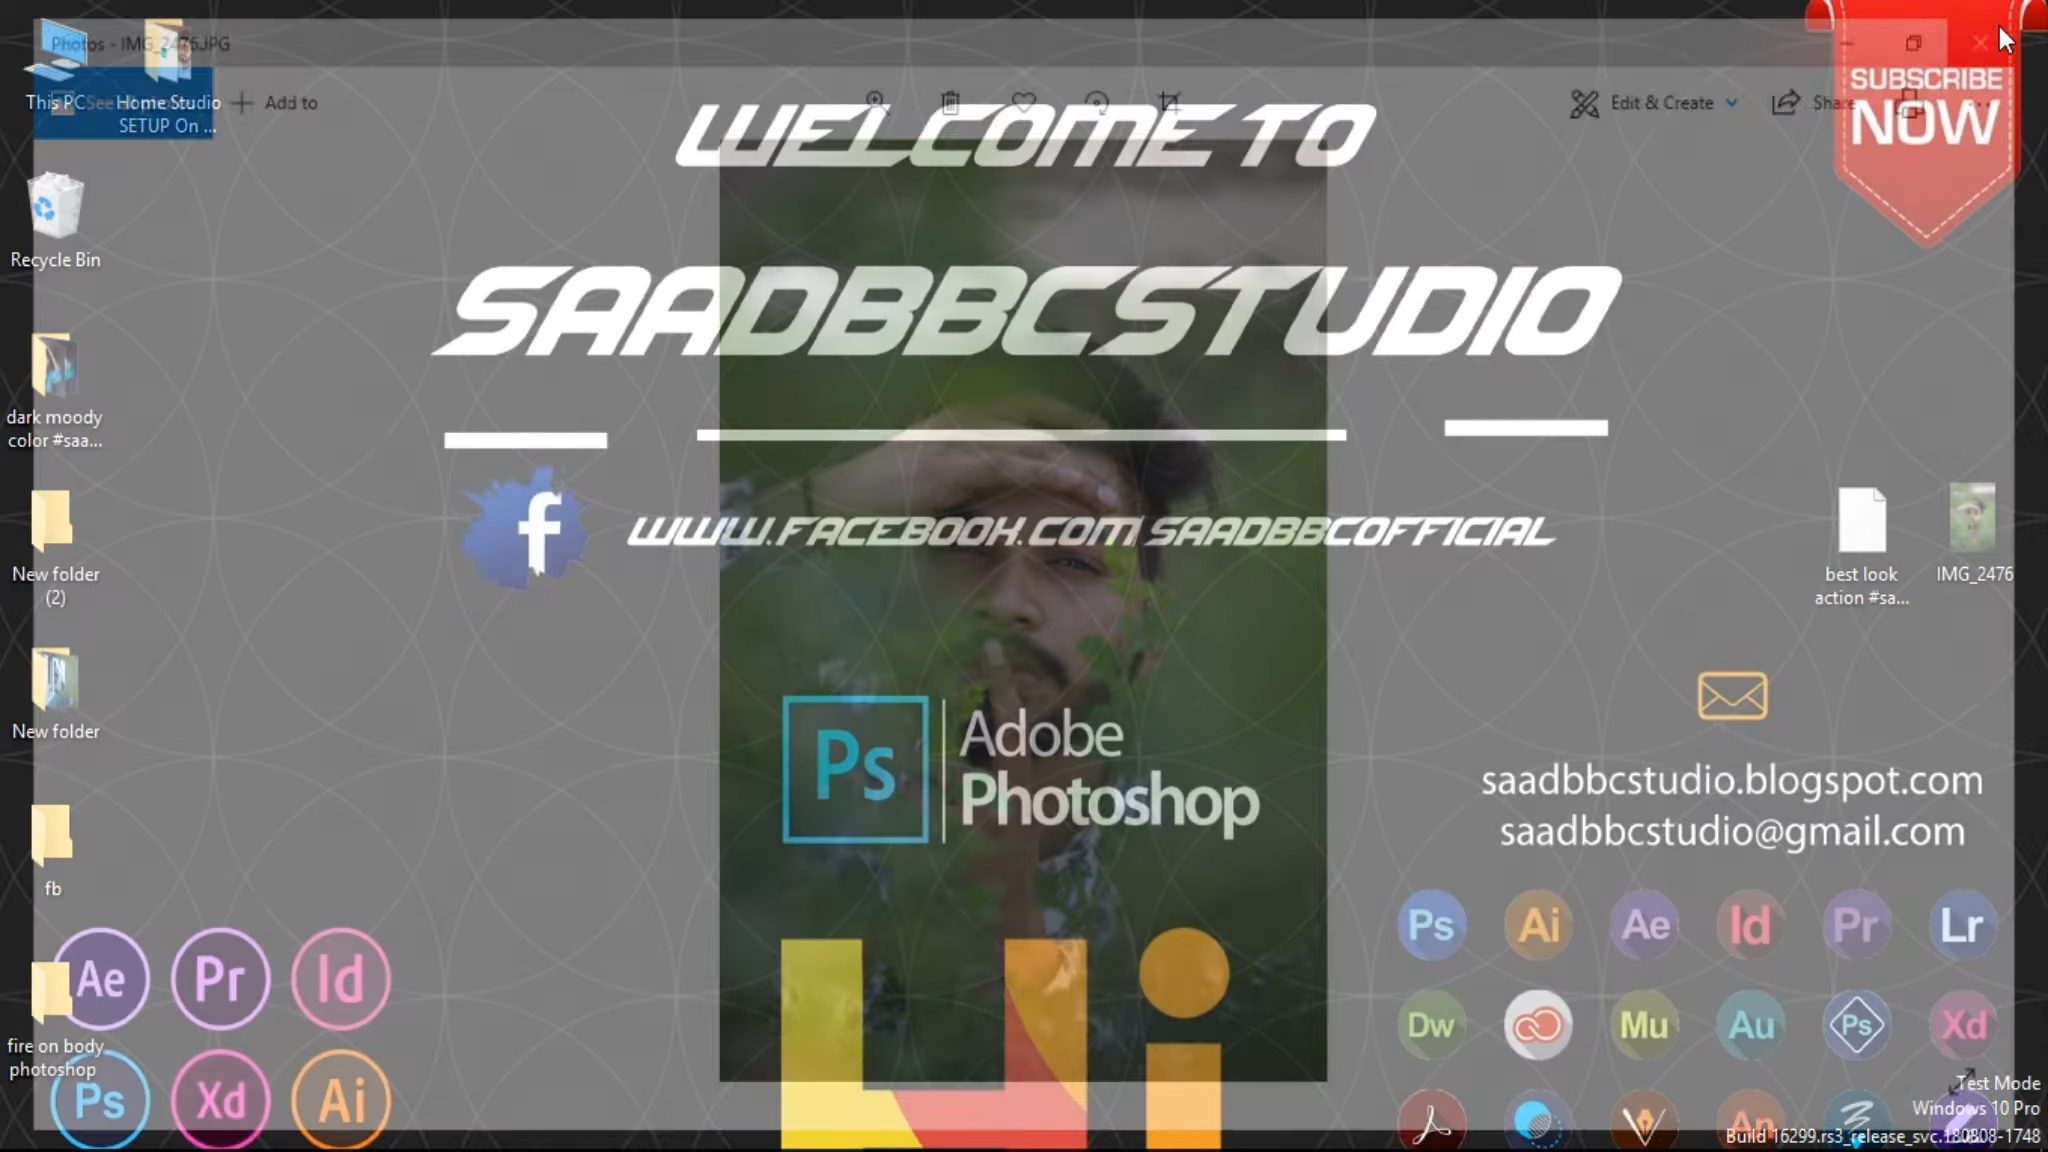 Photos - IMG_2476.JPG
This PC
Home Studio
SETUP On ...
Add to
Edit & Create
Share
SUBSCRIBE
NOW
WELCOME TO
SAADBBCSTUDIO
Recycle Bin
dark moody
color #saa...
f
WWW.FACEBOOK.COM/SAADBBCOFFICIAL
New folder
(2)
best look
action #sa...
IMG_2476
New folder
Ps
Adobe
Photoshop
saadbbcstudio.blogspot.com
saadbbcstudio@gmail.com
fb
Hi
Ae Pr Id
Ps Ai Ae Id Pr Lr
Dw Mu Au Ps Xd
fire on body
photoshop
Ps Xd Ai
An
Test Mode
Windows 10 Pro
Build 16299.rs3_release_svc.180808-1748